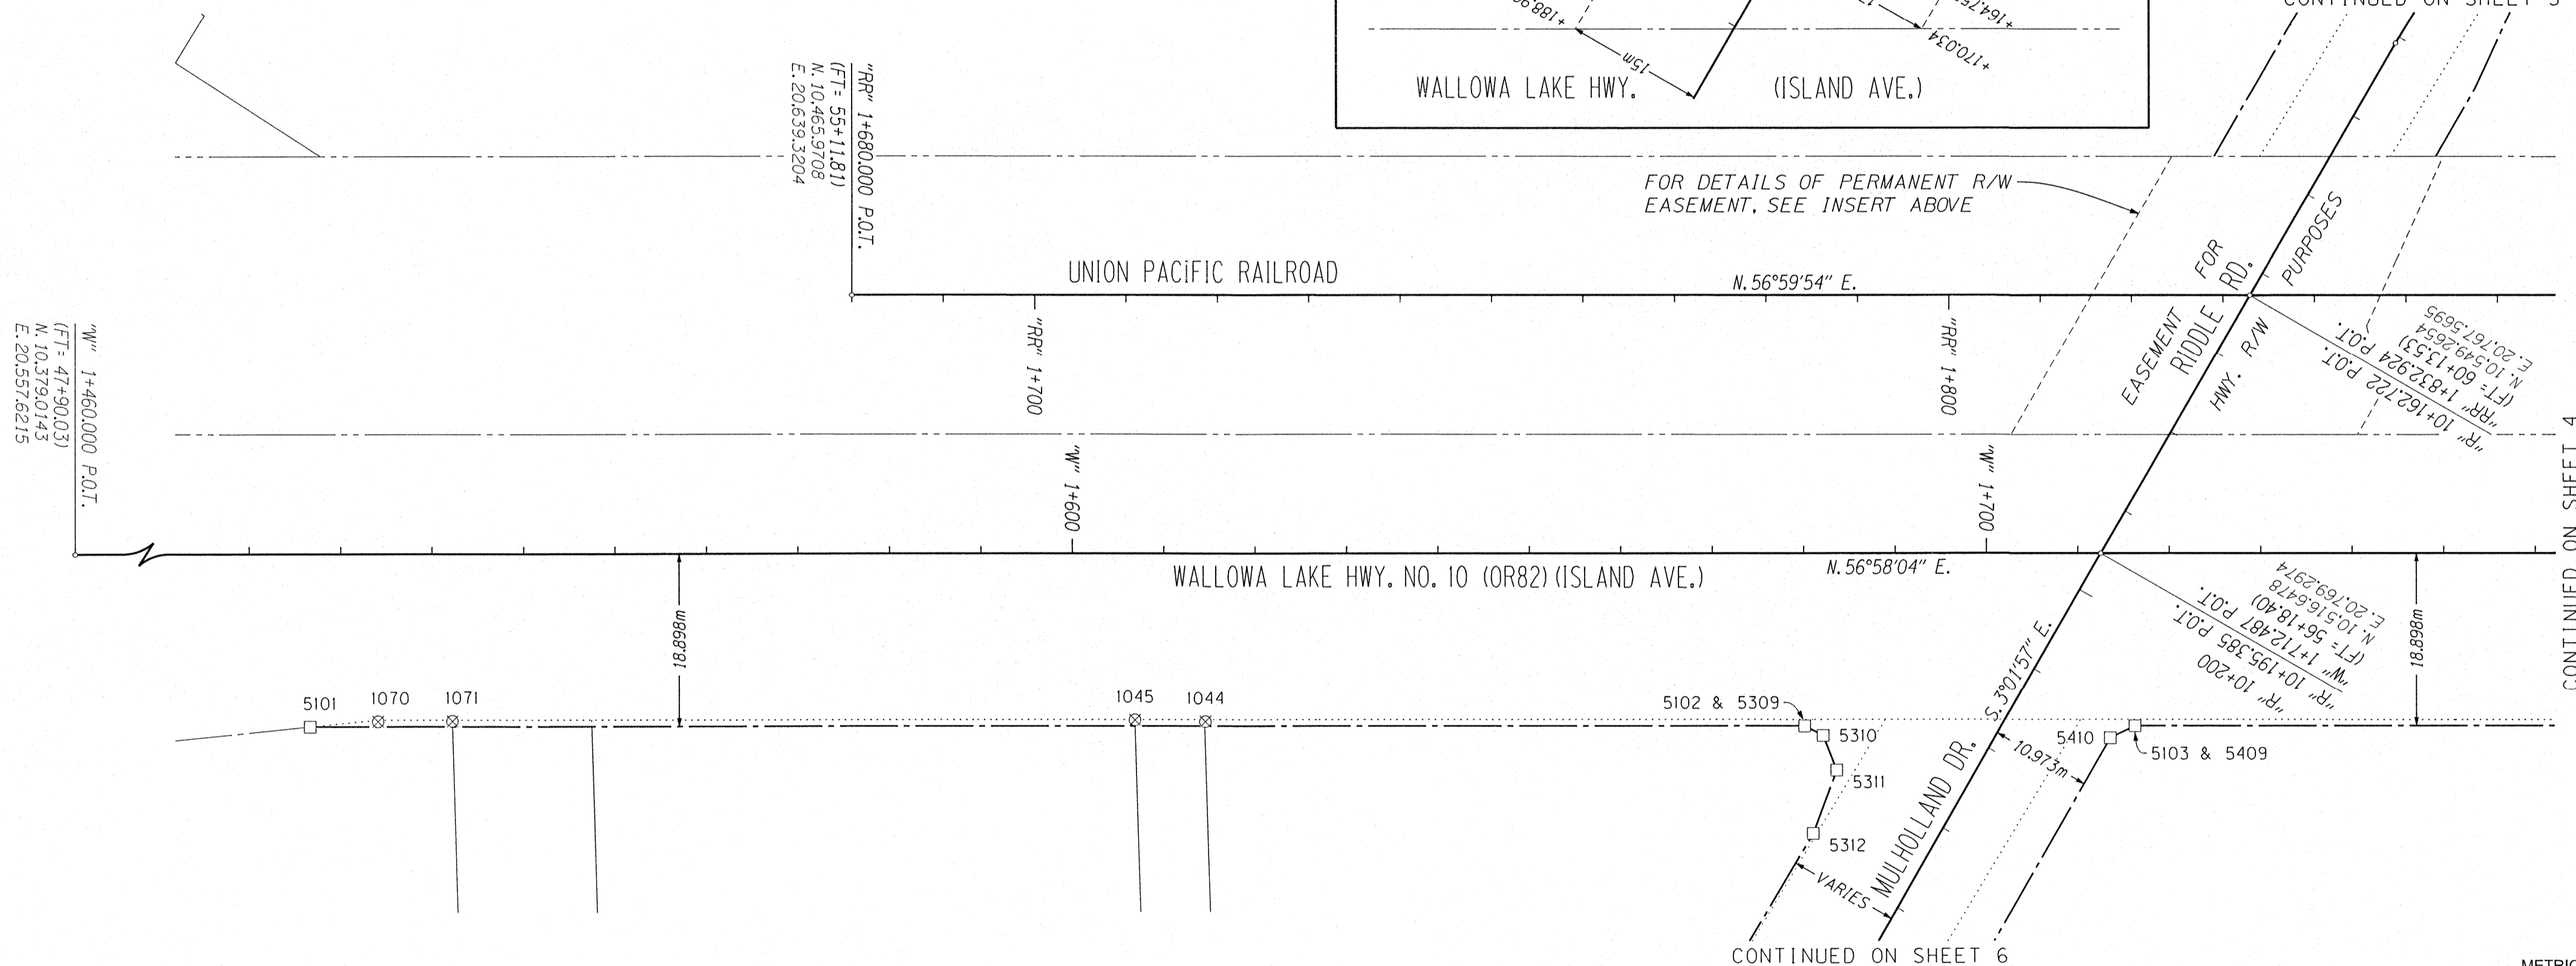 CONTINUED ON SHEET 5
+170.034
15m
WALLOWA LAKE HWY. (ISLAND AVE.)
"RR" 1+680.000 P.O.T.
(FT= 55+11.81)
N. 10,465.9708
E. 20,639.3204
FOR DETAILS OF PERMANENT R/W
EASEMENT, SEE INSERT ABOVE
UNION PACiFIC RAILROAD
N. 56°59'54" E.
EASEMENT FOR
RIDDLE RD.
HWY. R/W PURPOSES
"RR" 1+700
"RR" 1+800
"R" 10+162.722 P.O.T.
"RR" 1+832.924 P.O.T.
(FT= 60+13.53)
N. 10,549.2654
E. 20,767.5695
"W" 1+460.000 P.O.T.
(FT= 47+90.03)
N. 10,379.0143
E. 20,557.6215
"W" 1+600
"W" 1+700
CONTINUED ON SHEET 4
WALLOWA LAKE HWY. NO. 10 (OR82) (ISLAND AVE.)
N. 56°58'04" E.
"R" 10+200
"R" 10+195.385 P.O.T.
"W" 1+712.487 P.O.T.
(FT= 56+18.40)
N. 10,516.6478
E. 20,769.2974
18.898m
18.898m
S. 3°01'57" E.
5101
1070
1071
1045
1044
5102 & 5309
5310
5311
5312
5410
5103 & 5409
10.973m
MULHOLLAND DR.
VARIES
CONTINUED ON SHEET 6